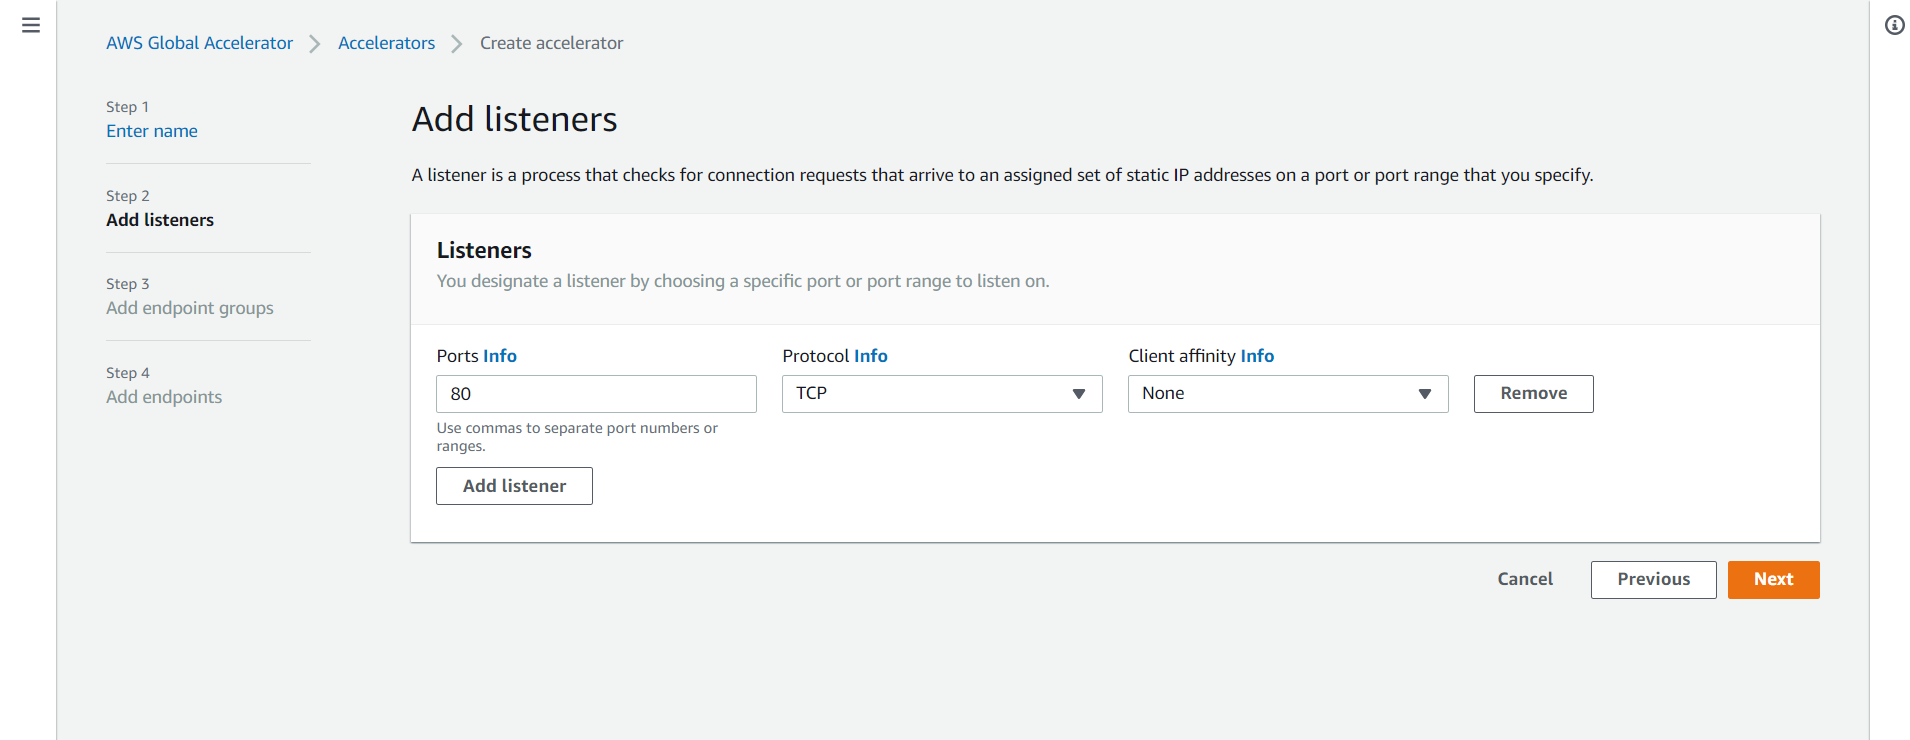 AWS Global Accelerator Accelerators Create accelerator
Step 1
Enter name
Step 2
Add listeners
Step 3
Add endpoint groups
Step 4
Add endpoints
Add listeners
A listener is a process that checks for connection requests that arrive to an assigned set of static IP addresses on a port or port range that you specify.
Listeners
You designate a listener by choosing a specific port or port range to listen on.
Ports Info
80
Use commas to separate port numbers or
ranges.
Protocol Info
TCP
Client affinity Info
None
Remove
Add listener
Cancel
Previous
Next